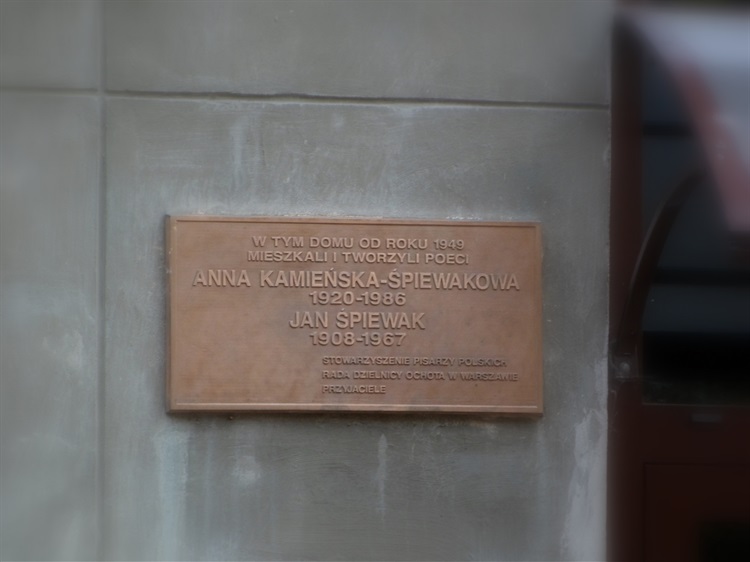 W TYM DOMU OD ROKU 1949
MIESZKALI I TWORZYLI POECI
ANNA KAMIEŃSKA-ŚPIEWAKOWA
1920-1986
JAN ŚPIEWAK
1908-1967
STOWARZYSZENIE PISARZY POLSKICH
RADA DZIELNICY OCHOTA W WARSZAWIE
PRZYJACIELE